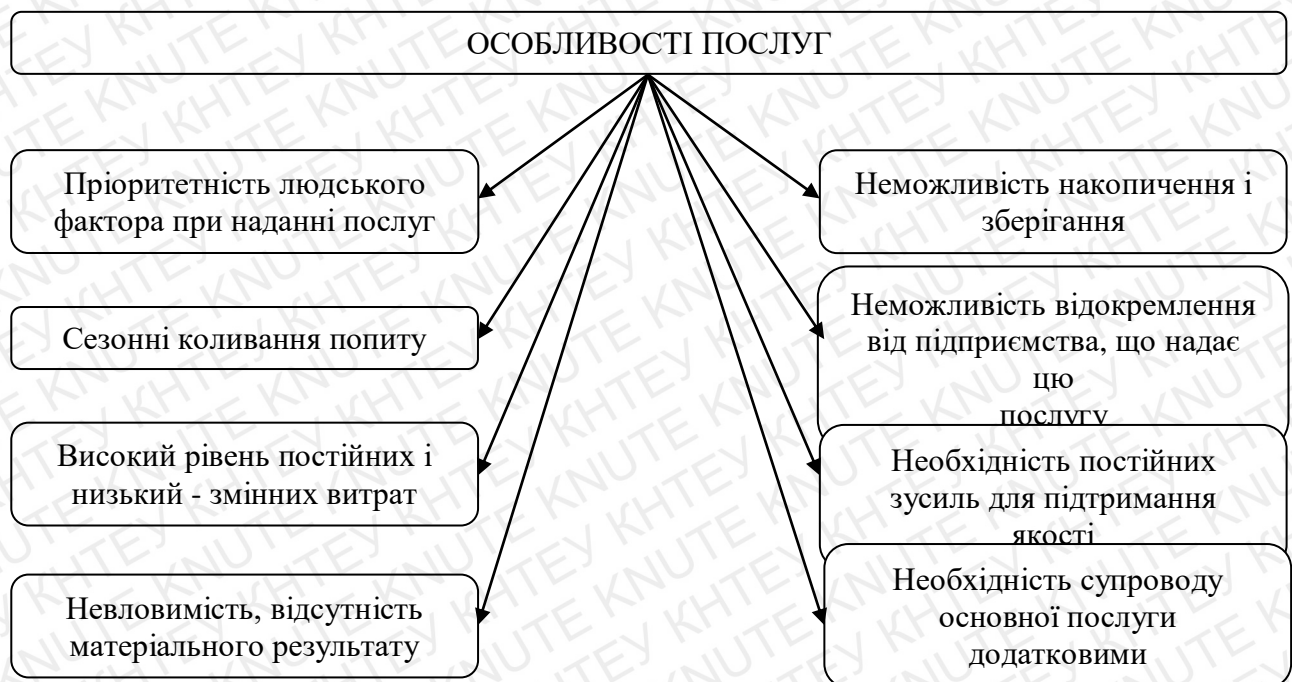 ОСОБЛИВОСТІ ПОСЛУГ
Пріоритетність людського
фактора при наданні послуг
Сезонні коливання попиту
Високий рівень постійних і
низький - змінних витрат
Невловимість, відсутність
матеріального результату
Неможливість накопичення і
зберігання
Неможливість відокремлення
від підприємства, що надає
цю
послугу
Необхідність постійних
зусиль для підтримання
якості
Необхідність супроводу
основної послуги
додатковими